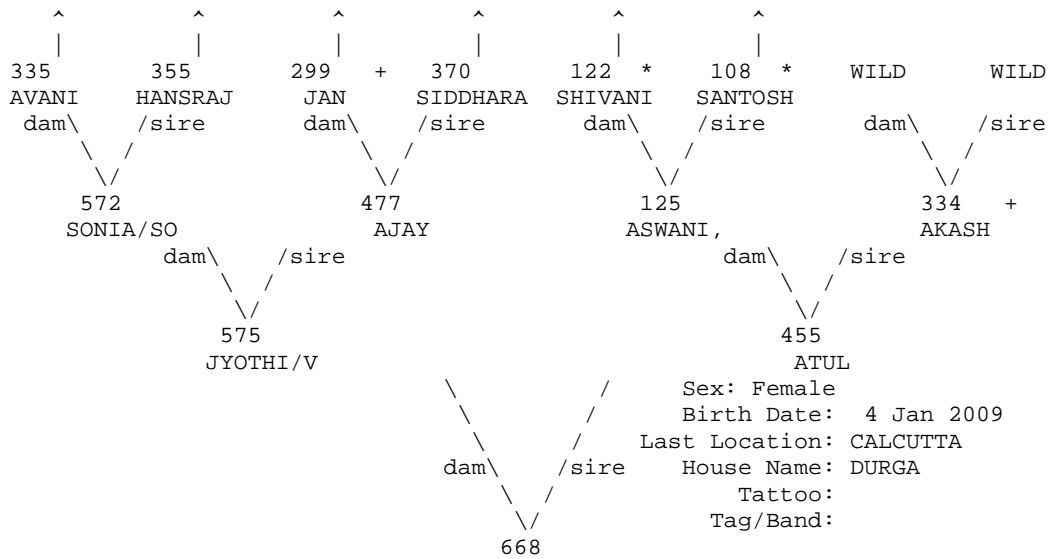 ^ ^ ^ ^ ^ ^
| | | | | |
335 355 299 + 370 122 * 108 * WILD WILD
AVANI HANSRAJ JAN SIDDHARA SHIVANI SANTOSH
dam\ /sire dam\ /sire dam\ /sire dam\ /sire
\ / \ / \ / \ /
\/ \/ \/ \/
572 477 125 334 +
SONIA/SO AJAY ASWANI, AKASH
dam\ /sire dam\ /sire
\ / \ /
\/ \/
575 455
JYOTHI/V ATUL
\ / Sex: Female
\ / Birth Date: 4 Jan 2009
\ / Last Location: CALCUTTA
dam\ /sire House Name: DURGA
\ / Tattoo:
\/ Tag/Band:
668